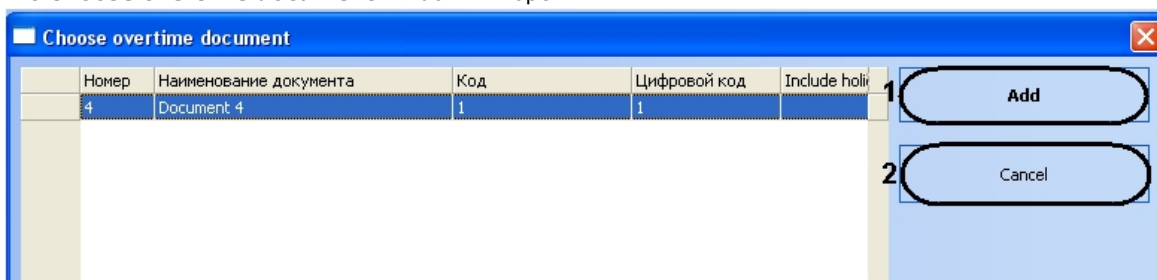 Choose overtime document
Номер Наименование документа Код Цифровой код Include holi
4 Document 4 1 1
1 Add
2 Cancel